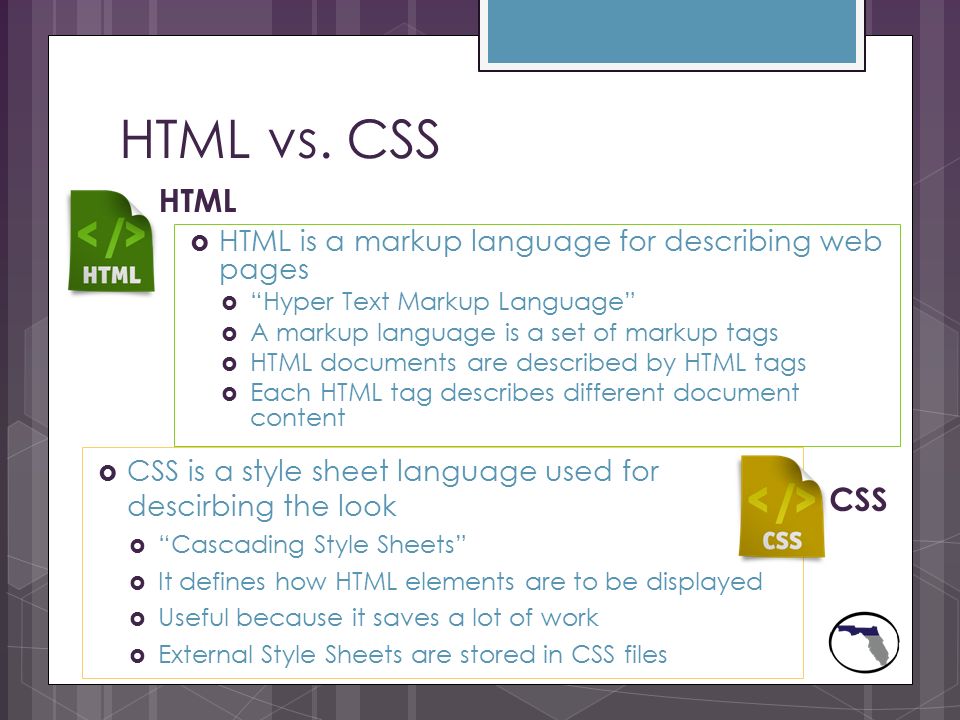 HTML vs. CSS
HTML
</>
HTML
HTML is a markup language for describing web
pages
“Hyper Text Markup Language”
A markup language is a set of markup tags
HTML documents are described by HTML tags
Each HTML tag describes different document
content
CSS is a style sheet language used for
descirbing the look
</>
CSS
CSS
“Cascading Style Sheets”
It defines how HTML elements are to be displayed
Useful because it saves a lot of work
External Style Sheets are stored in CSS files